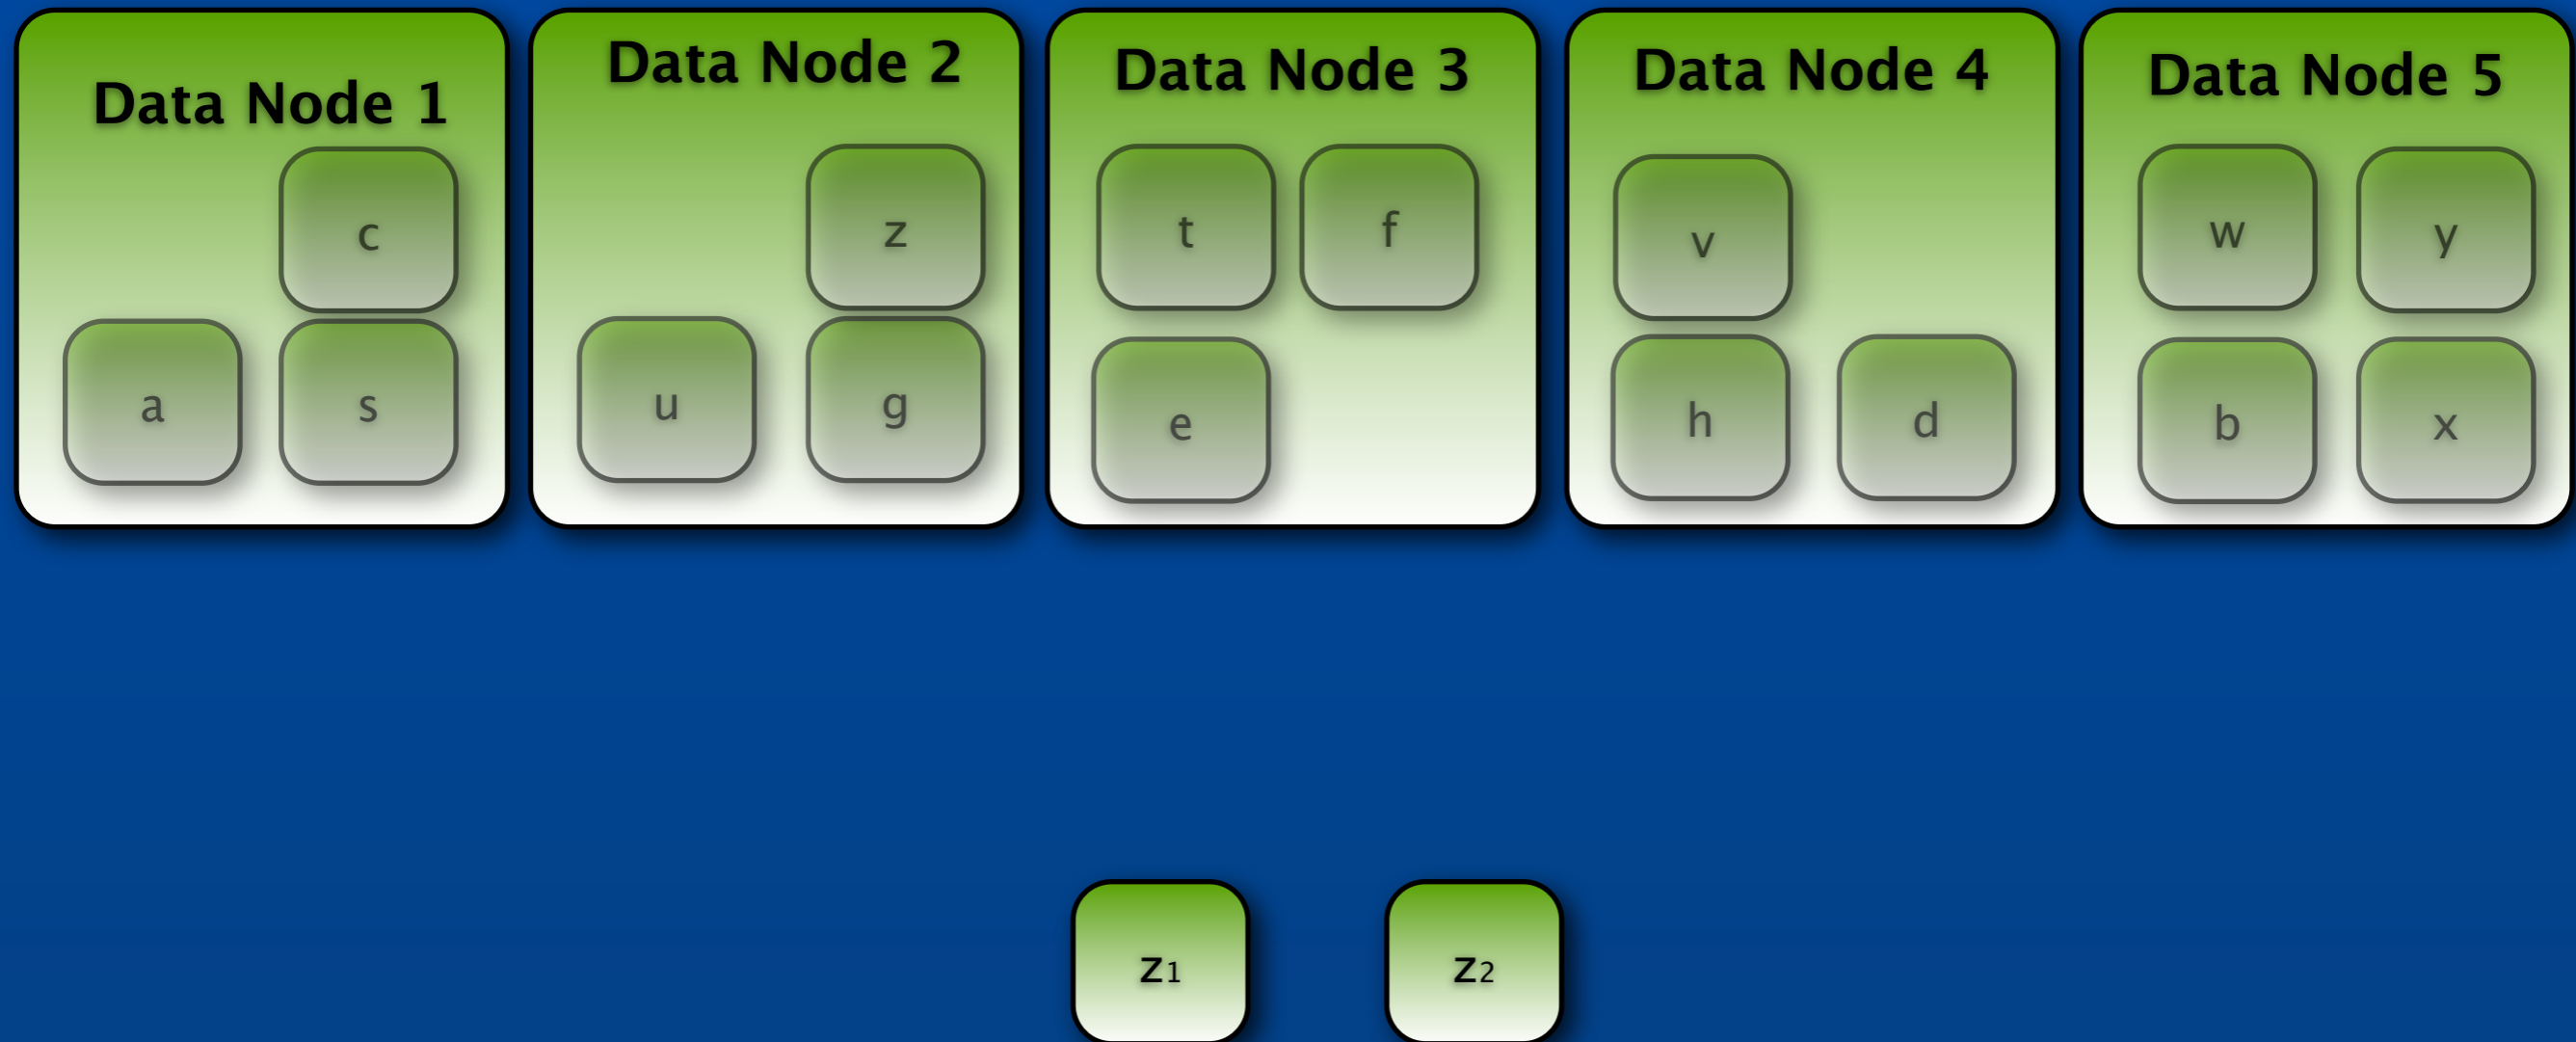 Data Node 1
c
a s
Data Node 2
z
u g
Data Node 3
t f
e
Data Node 4
v
h d
Data Node 5
w y
b x
z1 z2